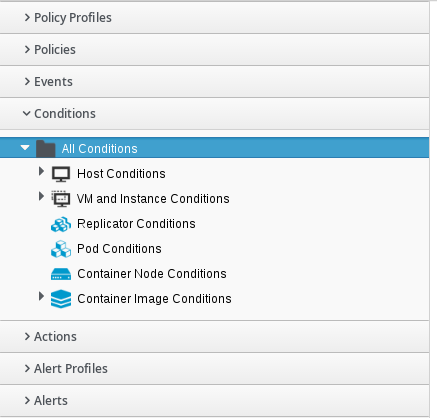 Policy Profiles
Policies
Events
Conditions
All Conditions
Host Conditions
VM and Instance Conditions
Replicator Conditions
Pod Conditions
Container Node Conditions
Container Image Conditions
Actions
Alert Profiles
Alerts